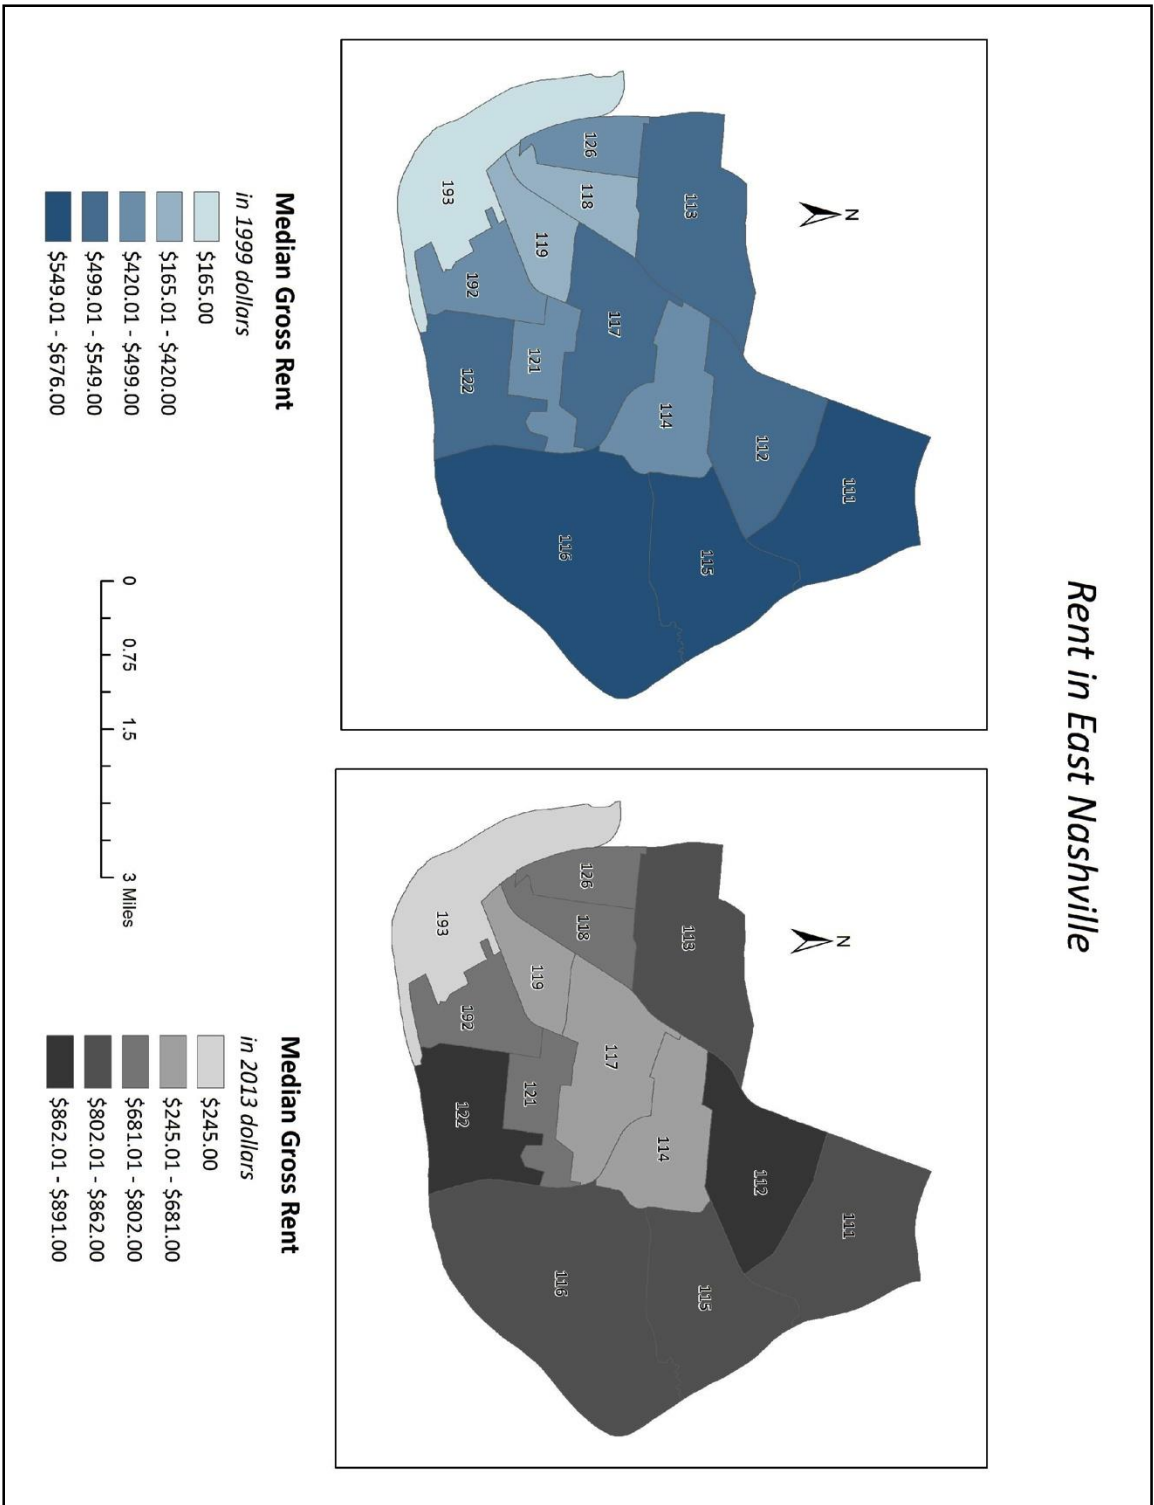 Rent in East Nashville
N
113
126
118
112
111
117
114
119
193
192
121
122
115
116
N
113
126
118
112
111
117
114
119
193
192
121
122
115
116
Median Gross Rent
in 1999 dollars
$165.00
$165.01 - $420.00
$420.01 - $499.00
$499.01 - $549.00
$549.01 - $676.00
0 0.75 1.5 3 Miles
Median Gross Rent
in 2013 dollars
$245.00
$245.01 - $681.00
$681.01 - $802.00
$802.01 - $862.00
$862.01 - $891.00